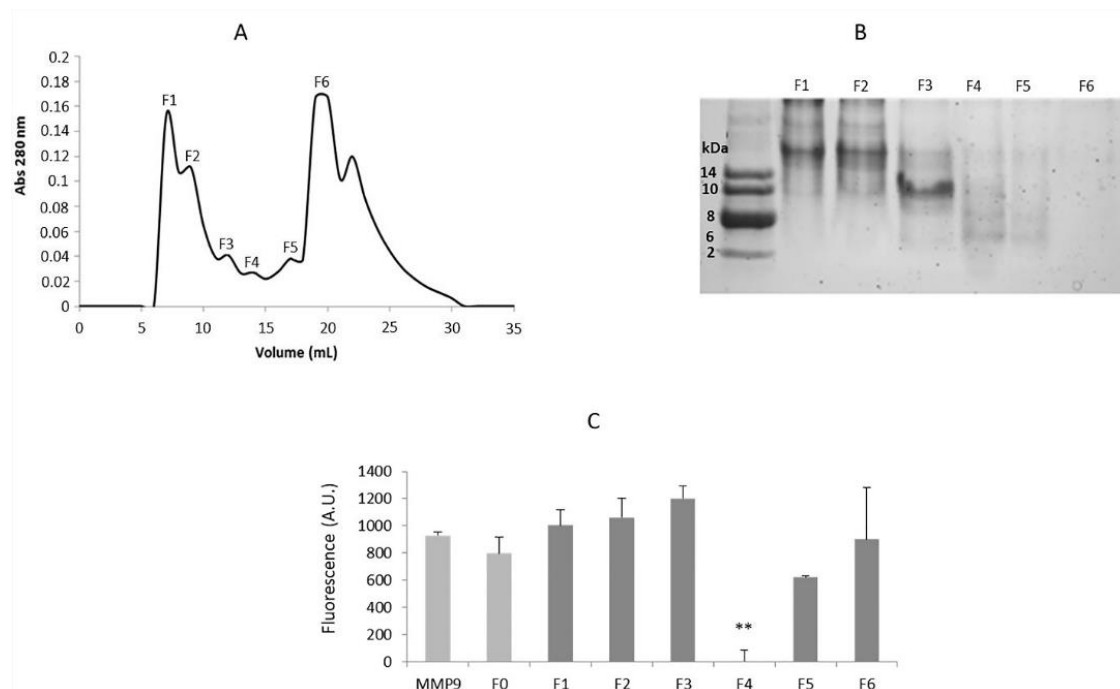 A
Abs 280 nm
0.2
0.18
0.16
0.14
0.12
0.1
0.08
0.06
0.04
0.02
0
F1
F2
F3
F4
F5
F6
0 5 10 15 20 25 30 35
Volume (mL)
B
F1 F2 F3 F4 F5 F6
kDa
14
10
8
6
2
C
Fluorescence (A.U.)
1400
1200
1000
800
600
400
200
0
**
MMP9 F0 F1 F2 F3 F4 F5 F6